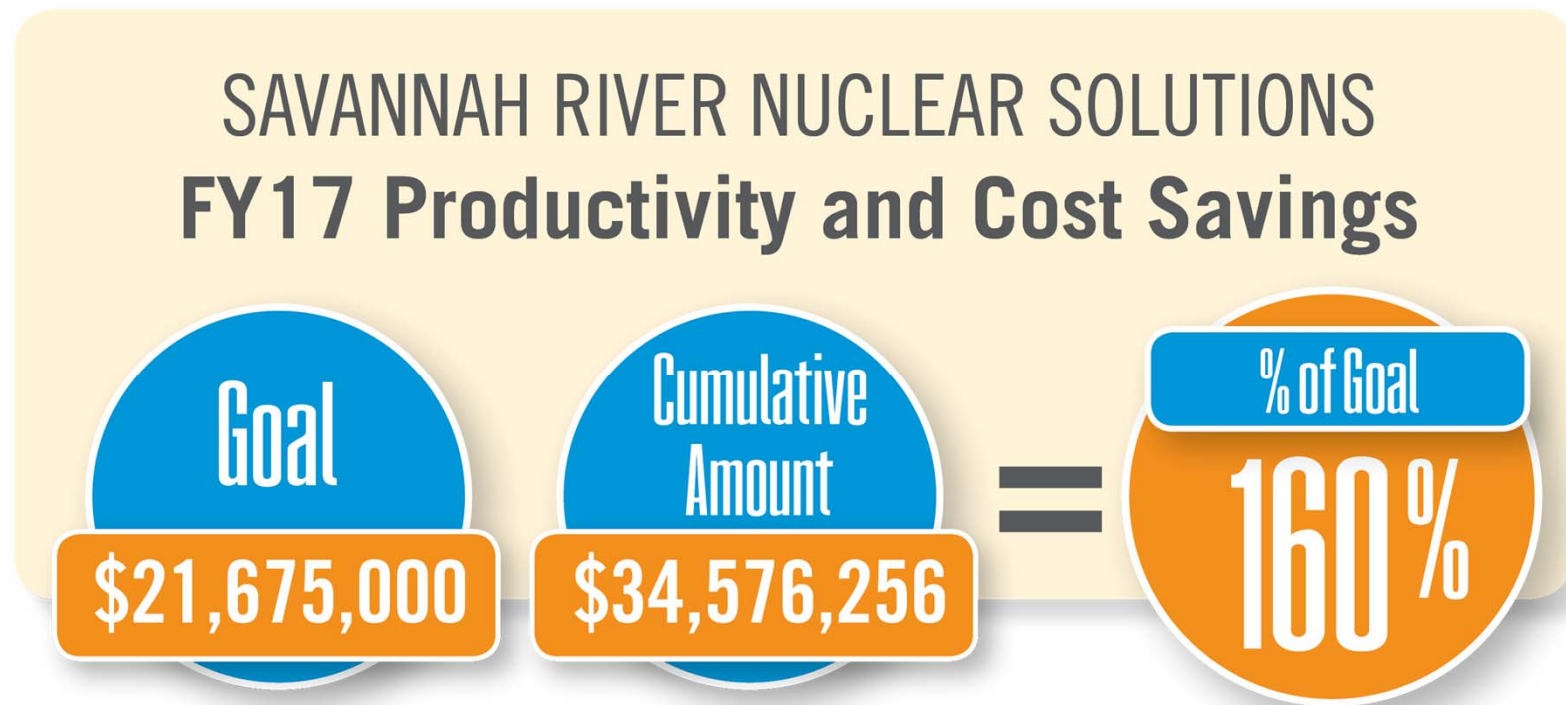 SAVANNAH RIVER NUCLEAR SOLUTIONS
FY17 Productivity and Cost Savings
Goal
$21,675,000
Cumulative
Amount
$34,576,256
=
% of Goal
160%